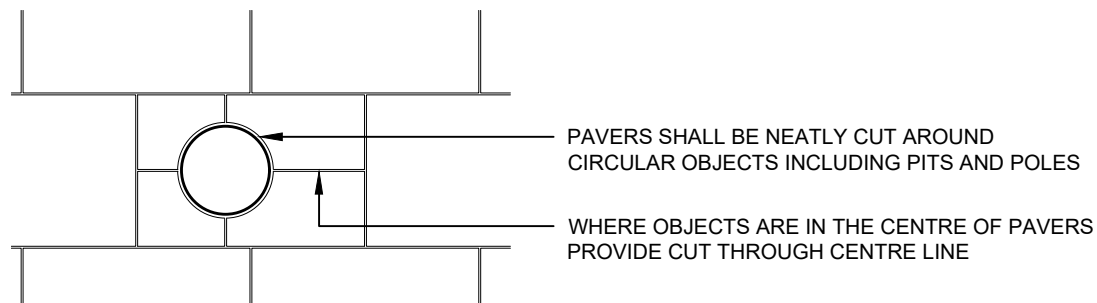 PAVERS SHALL BE NEATLY CUT AROUND
CIRCULAR OBJECTS INCLUDING PITS AND POLES
WHERE OBJECTS ARE IN THE CENTRE OF PAVERS
PROVIDE CUT THROUGH CENTRE LINE